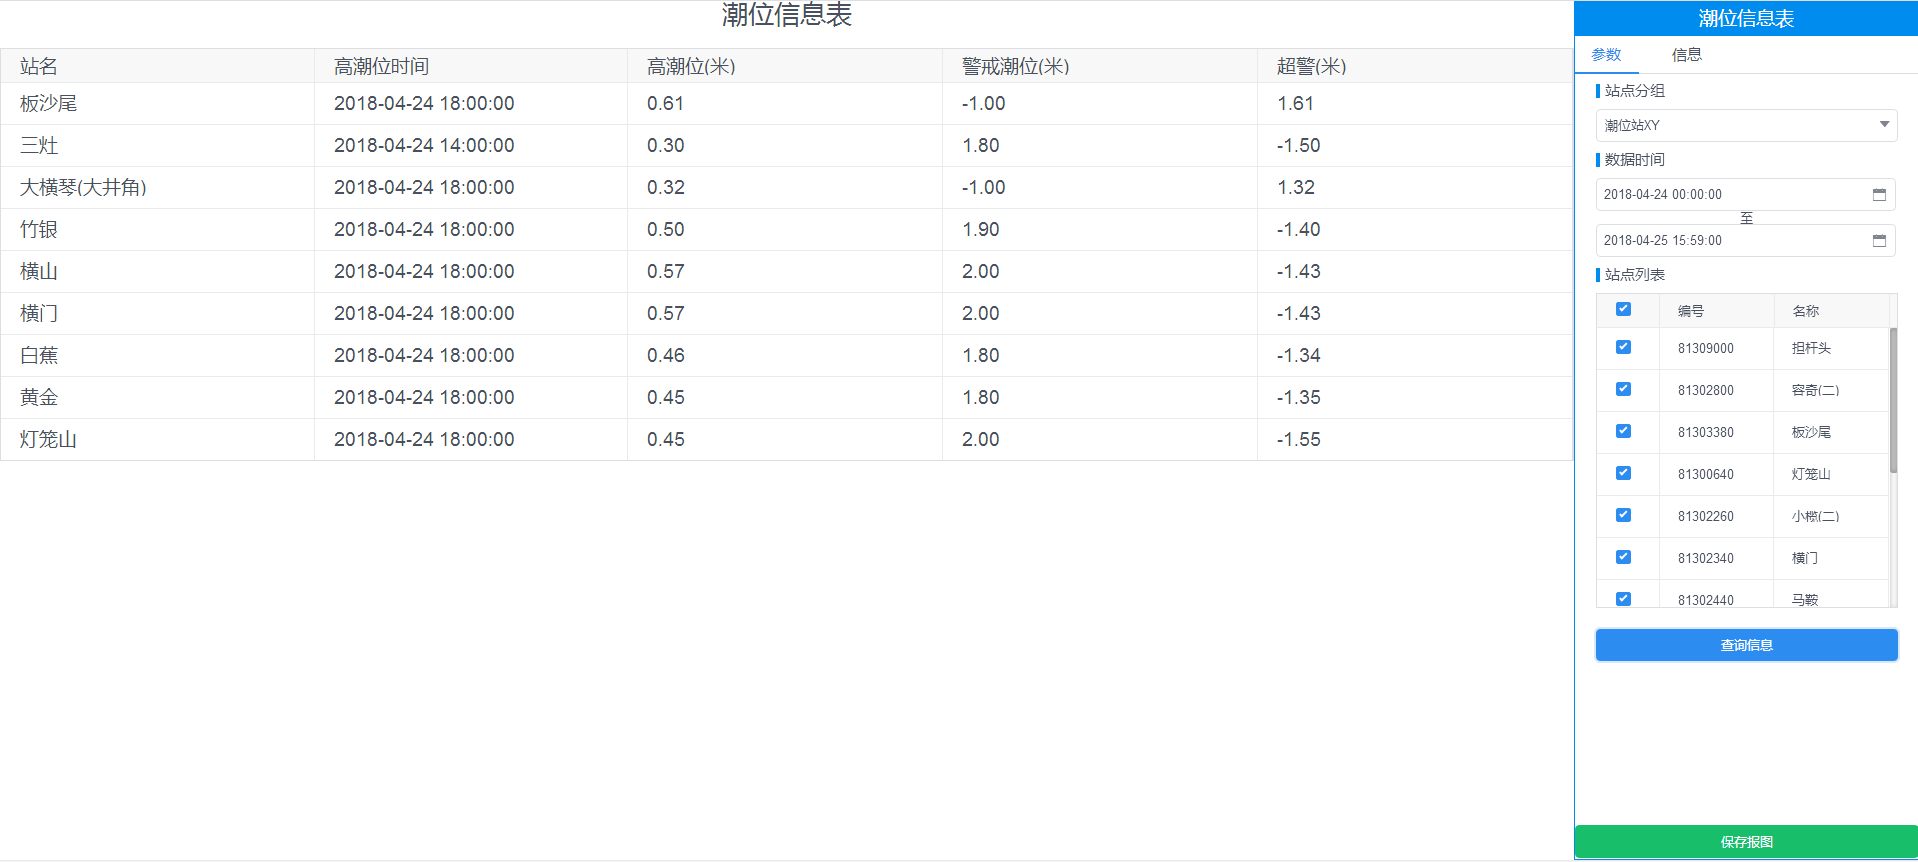 潮位信息表
站名 高潮位时间 高潮位(米) 警戒潮位(米) 超警(米)
板沙尾 2018-04-24 18:00:00 0.61 -1.00 1.61
三灶 2018-04-24 14:00:00 0.30 1.80 -1.50
大横琴(大井角) 2018-04-24 18:00:00 0.32 -1.00 1.32
竹银 2018-04-24 18:00:00 0.50 1.90 -1.40
横山 2018-04-24 18:00:00 0.57 2.00 -1.43
横门 2018-04-24 18:00:00 0.57 2.00 -1.43
白蕉 2018-04-24 18:00:00 0.46 1.80 -1.34
黄金 2018-04-24 18:00:00 0.45 1.80 -1.35
灯笼山 2018-04-24 18:00:00 0.45 2.00 -1.55
潮位信息表
参数 信息
站点分组
潮位站XY
数据时间
2018-04-24 00:00:00
至
2018-04-25 15:59:00
站点列表
编号 名称
81309000 担杆头
81302800 容奇(二)
81303380 板沙尾
81300640 灯笼山
81302260 小榄(二)
81302340 横门
81302440 马鞍
查询信息
保存报图